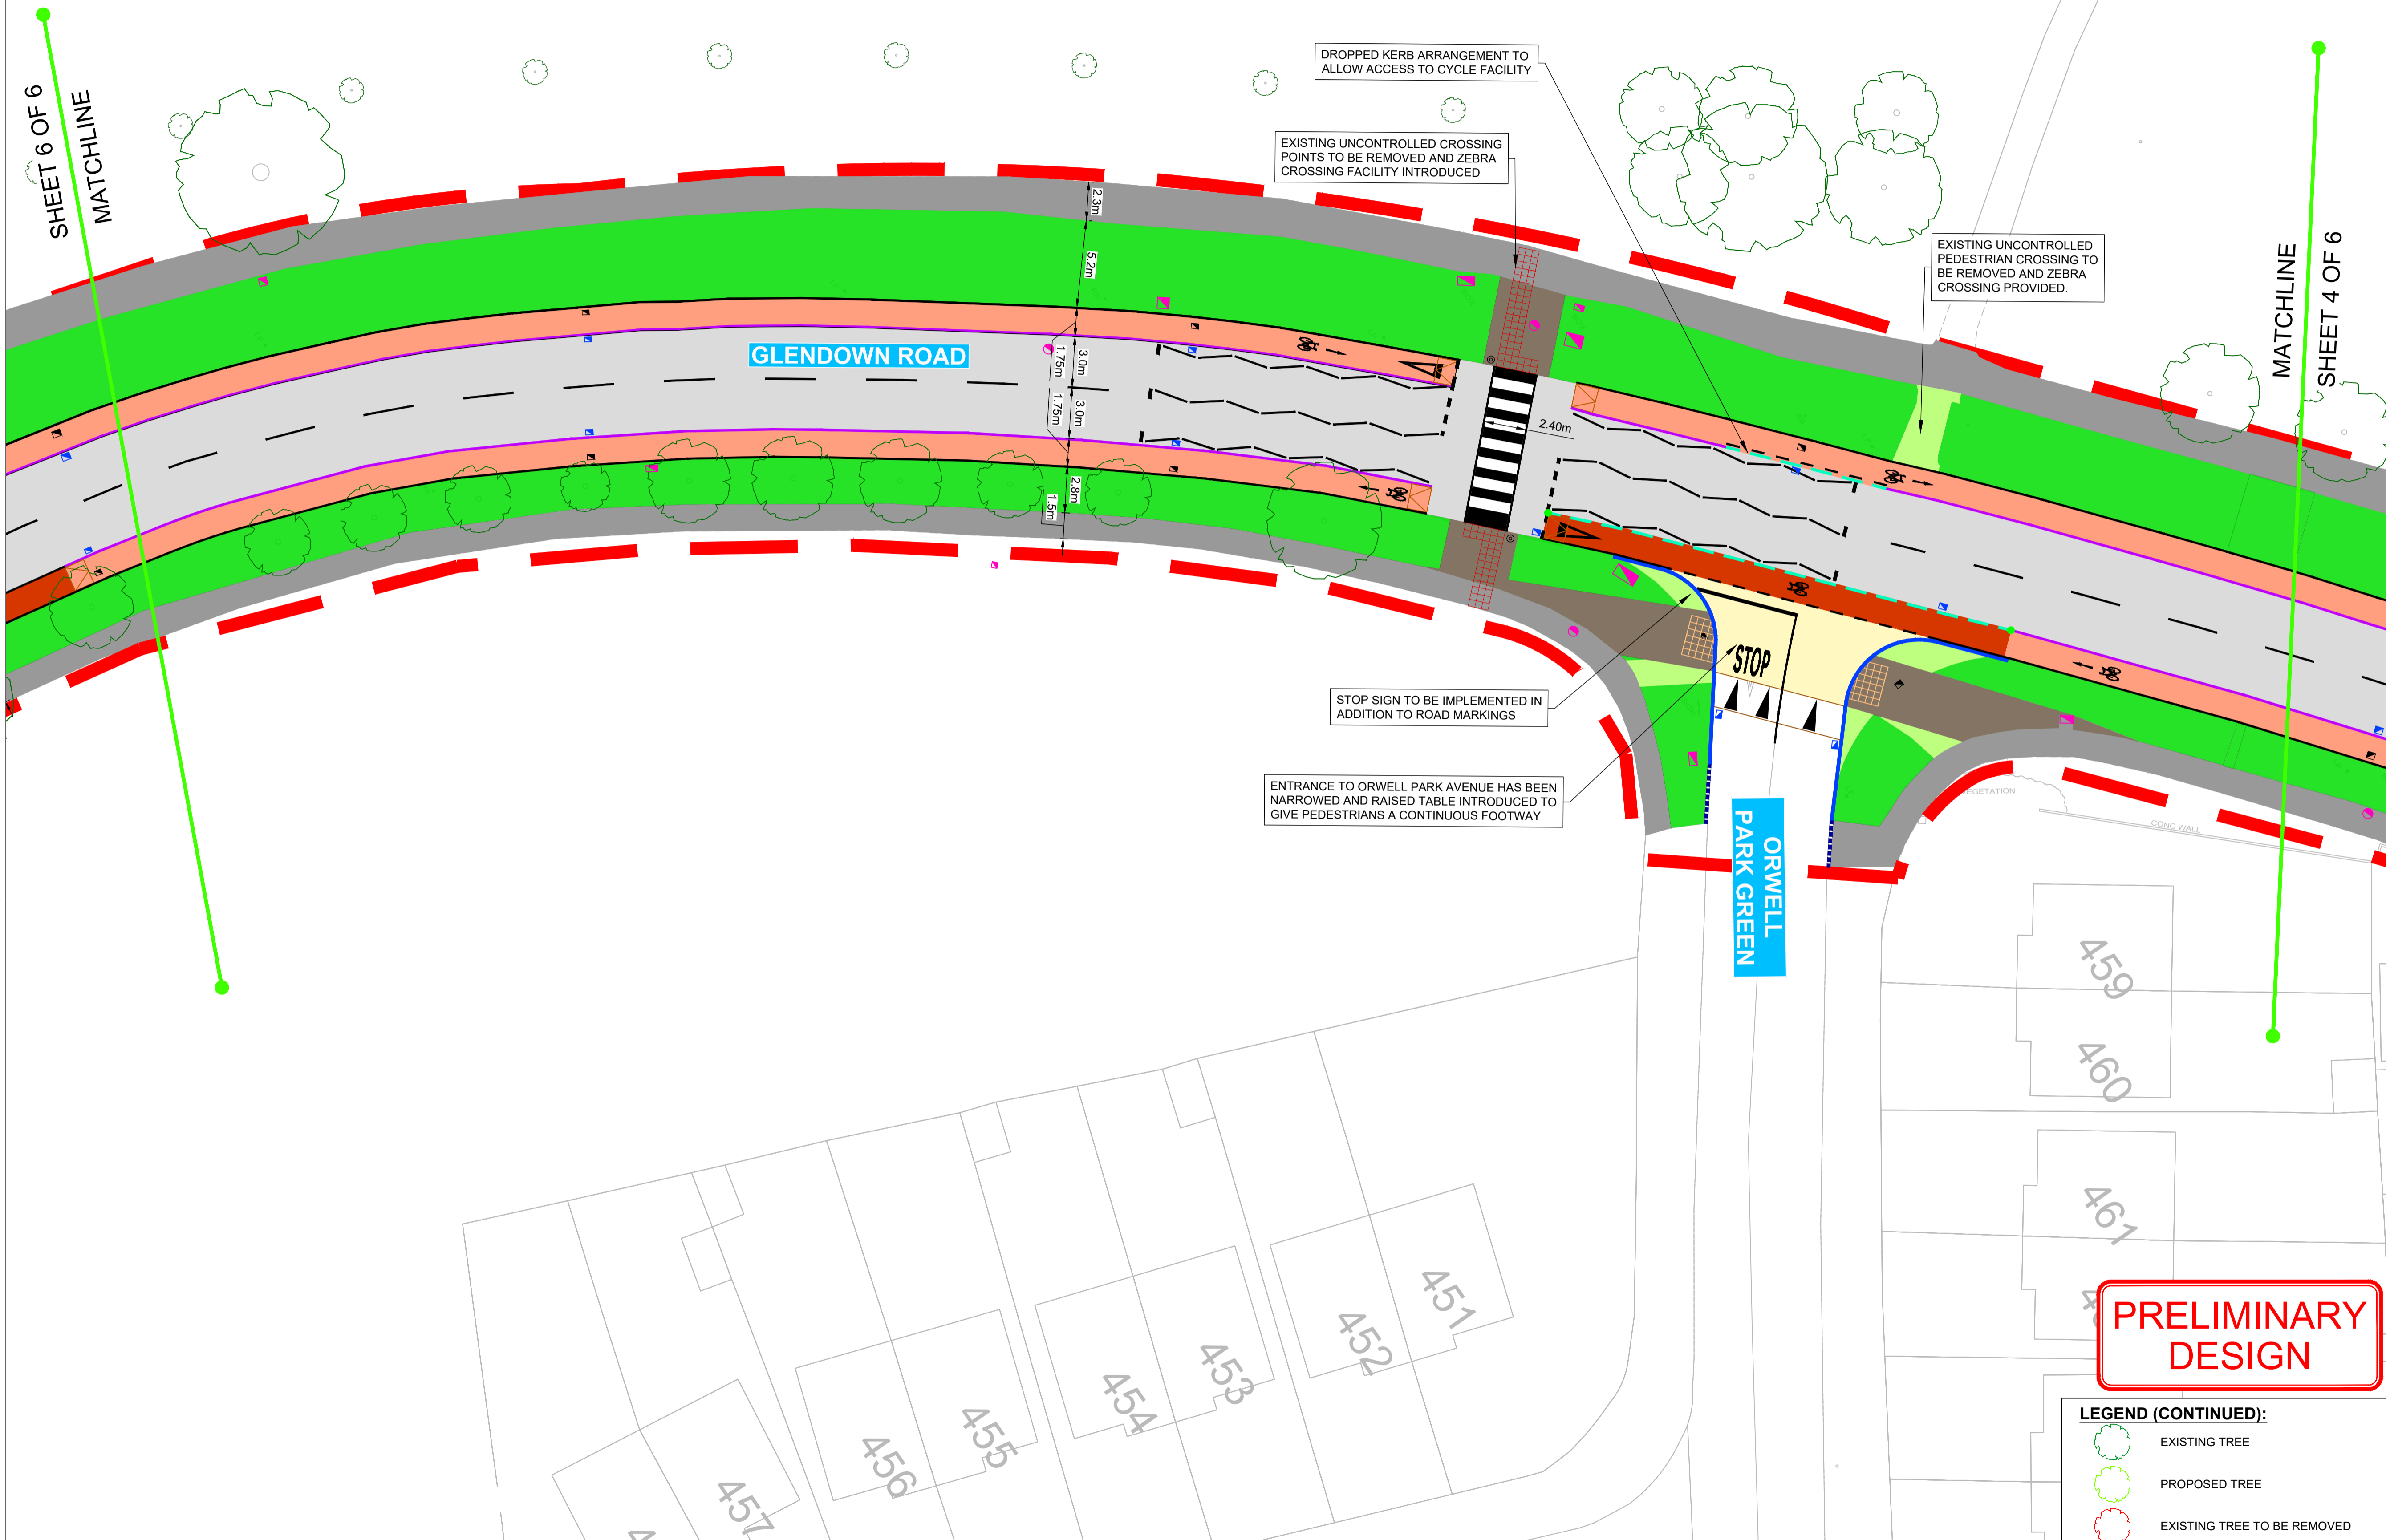 SHEET 6 OF 6
MATCHLINE
DROPPED KERB ARRANGEMENT TO
ALLOW ACCESS TO CYCLE FACILITY
EXISTING UNCONTROLLED CROSSING
POINTS TO BE REMOVED AND ZEBRA
CROSSING FACILITY INTRODUCED
EXISTING UNCONTROLLED
PEDESTRIAN CROSSING TO
BE REMOVED AND ZEBRA
CROSSING PROVIDED.
MATCHLINE
SHEET 4 OF 6
2.3m
5.2m
GLENDOWN ROAD
1.75m
3.0m
1.75m
3.0m
2.8m
1.5m
2.40m
STOP
STOP SIGN TO BE IMPLEMENTED IN
ADDITION TO ROAD MARKINGS
ENTRANCE TO ORWELL PARK AVENUE HAS BEEN
NARROWED AND RAISED TABLE INTRODUCED TO
GIVE PEDESTRIANS A CONTINUOUS FOOTWAY
ORWELL
PARK GREEN
VEGETATION
CONC WALL
459
460
461
451
452
453
454
455
456
457
PRELIMINARY
DESIGN
LEGEND (CONTINUED):
EXISTING TREE
PROPOSED TREE
EXISTING TREE TO BE REMOVED